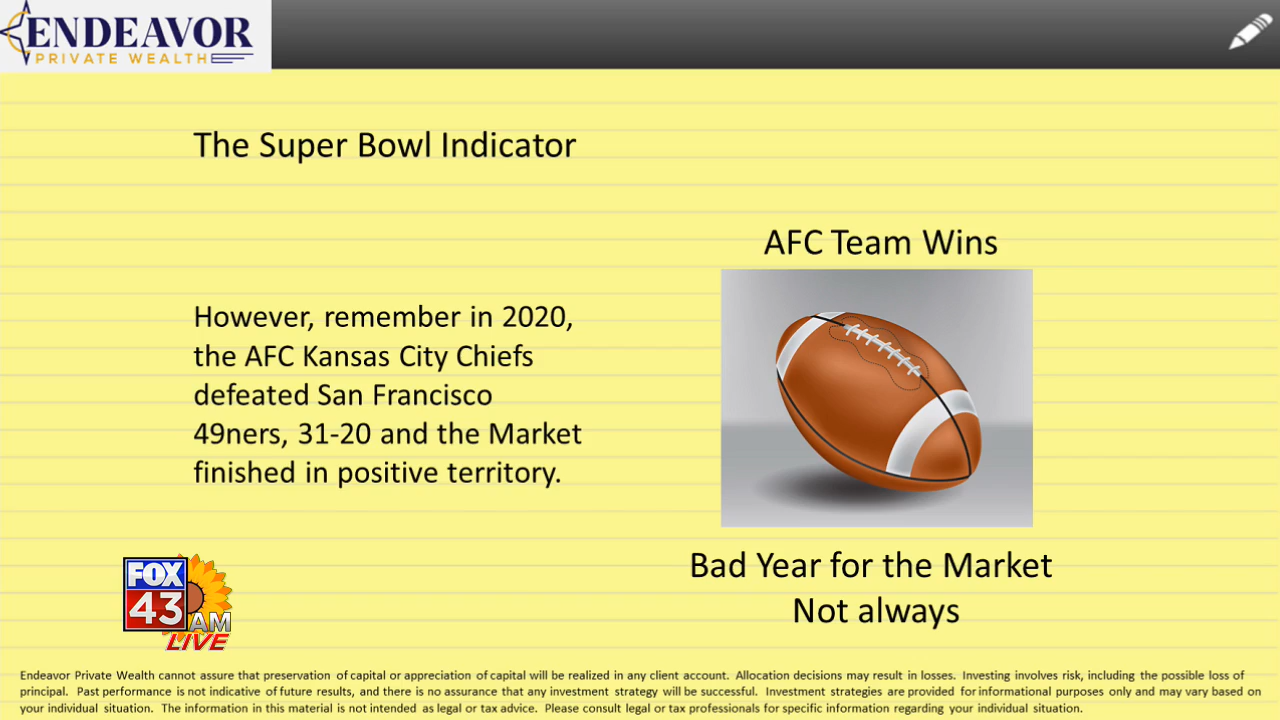 ENDEAVOR
PRIVATE WEALTH
The Super Bowl Indicator
AFC Team Wins
However, remember in 2020,
the AFC Kansas City Chiefs
defeated San Francisco
49ners, 31-20 and the Market
finished in positive territory.
Bad Year for the Market
Not always
FOX
43
AM
LIVE
Endeavor Private Wealth cannot assure that preservation of capital or appreciation of capital will be realized in any client account. Allocation decisions may result in losses. Investing involves risk, including the possible loss of
principal. Past performance is not indicative of future results, and there is no assurance that any investment strategy will be successful. Investment strategies are provided for informational purposes only and may vary based on
your individual situation. The information in this material is not intended as legal or tax advice. Please consult legal or tax professionals for specific information regarding your individual situation.